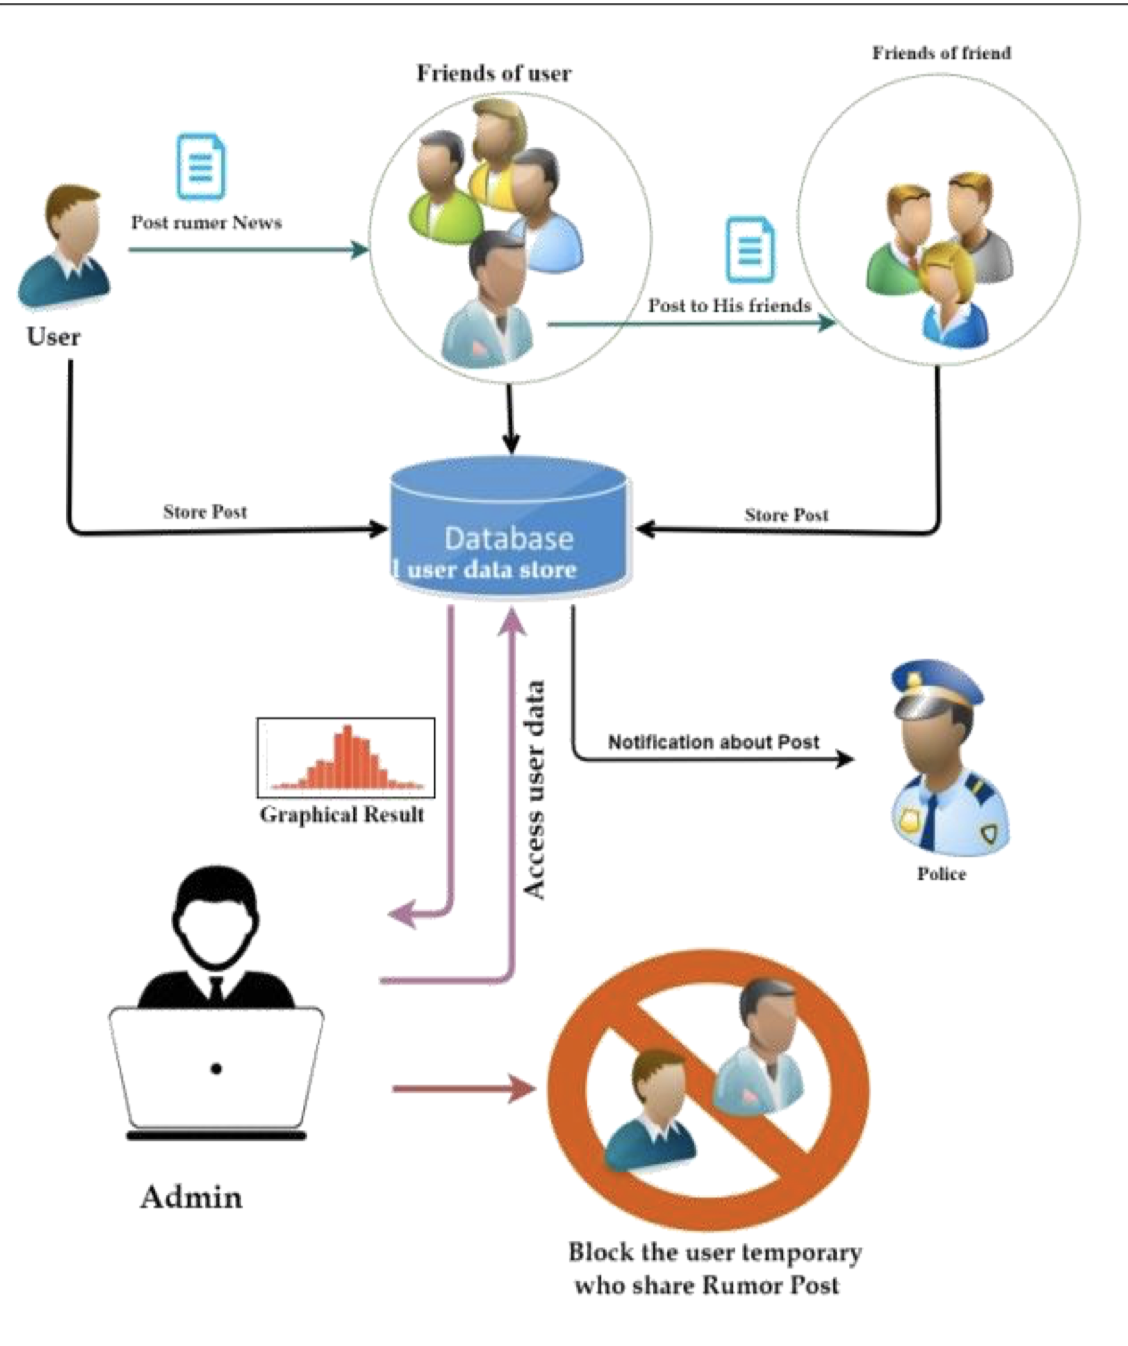 Friends of friend
Friends of user
Post rumer News
Post to His friends
User
Store Post
Store Post
Database
l user data store
Access user data
Notification about Post
Graphical Result
Police
Admin
Block the user temporary
who share Rumor Post